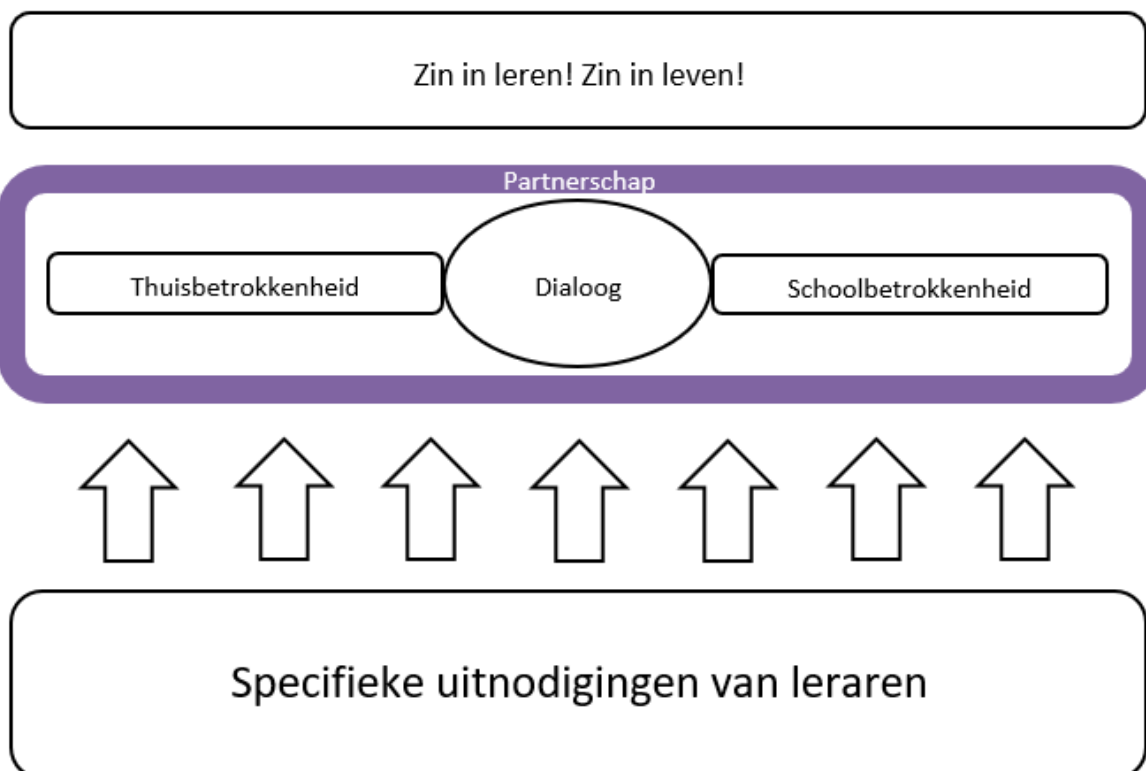 Zin in leren! Zin in leven!
Partnerschap
Thuisbetrokkenheid
Dialoog
Schoolbetrokkenheid
Specifieke uitnodigingen van leraren